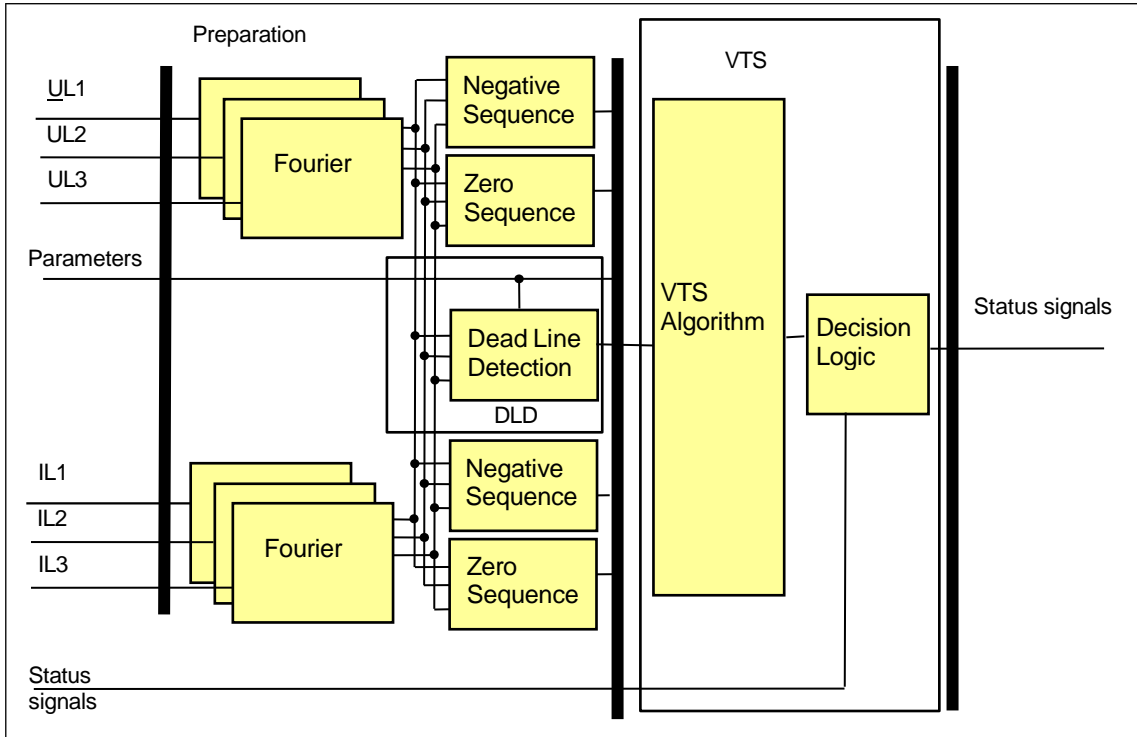 Preparation
UL1
UL2
UL3
Fourier
Negative
Sequence
Zero
Sequence
Parameters
Dead Line
Detection
DLD
IL1
IL2
IL3
Fourier
Negative
Sequence
Zero
Sequence
Status
signals
VTS
VTS
Algorithm
Decision
Logic
Status signals